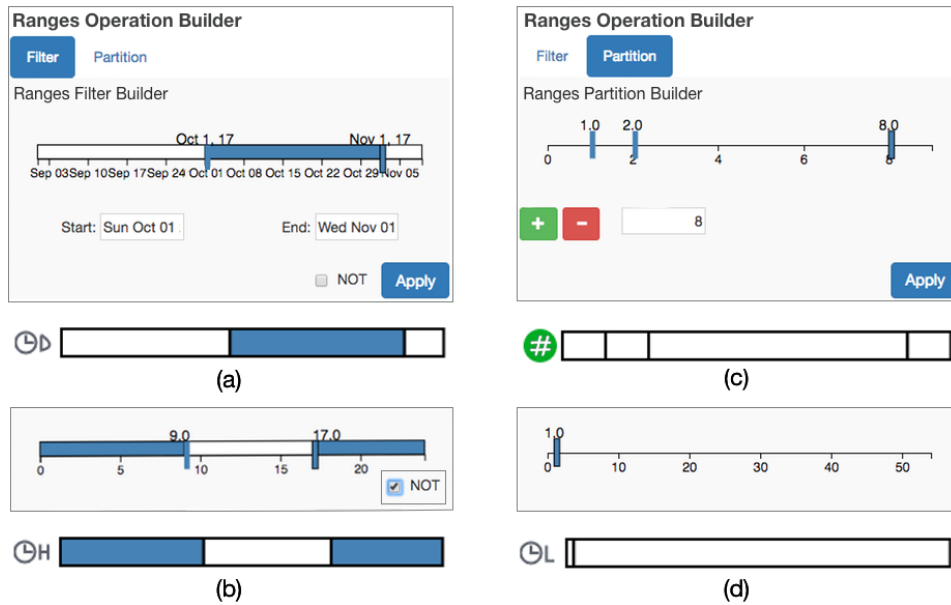 Ranges Operation Builder
Filter Partition
Ranges Filter Builder
Oct 1, 17 Nov 1, 17
Sep 03 Sep 10 Sep 17 Sep 24 Oct 01 Oct 08 Oct 15 Oct 22 Oct 29 Nov 05
Start: Sun Oct 01 End: Wed Nov 01
NOT Apply
D
(a)
Ranges Operation Builder
Filter Partition
Ranges Partition Builder
1.0 2.0 8.0
0 2 4 6 8
+ − 8
Apply
#
(c)
9.0 17.0
0 5 10 15 20
NOT
H
(b)
1.0
0 10 20 30 40 50
L
(d)